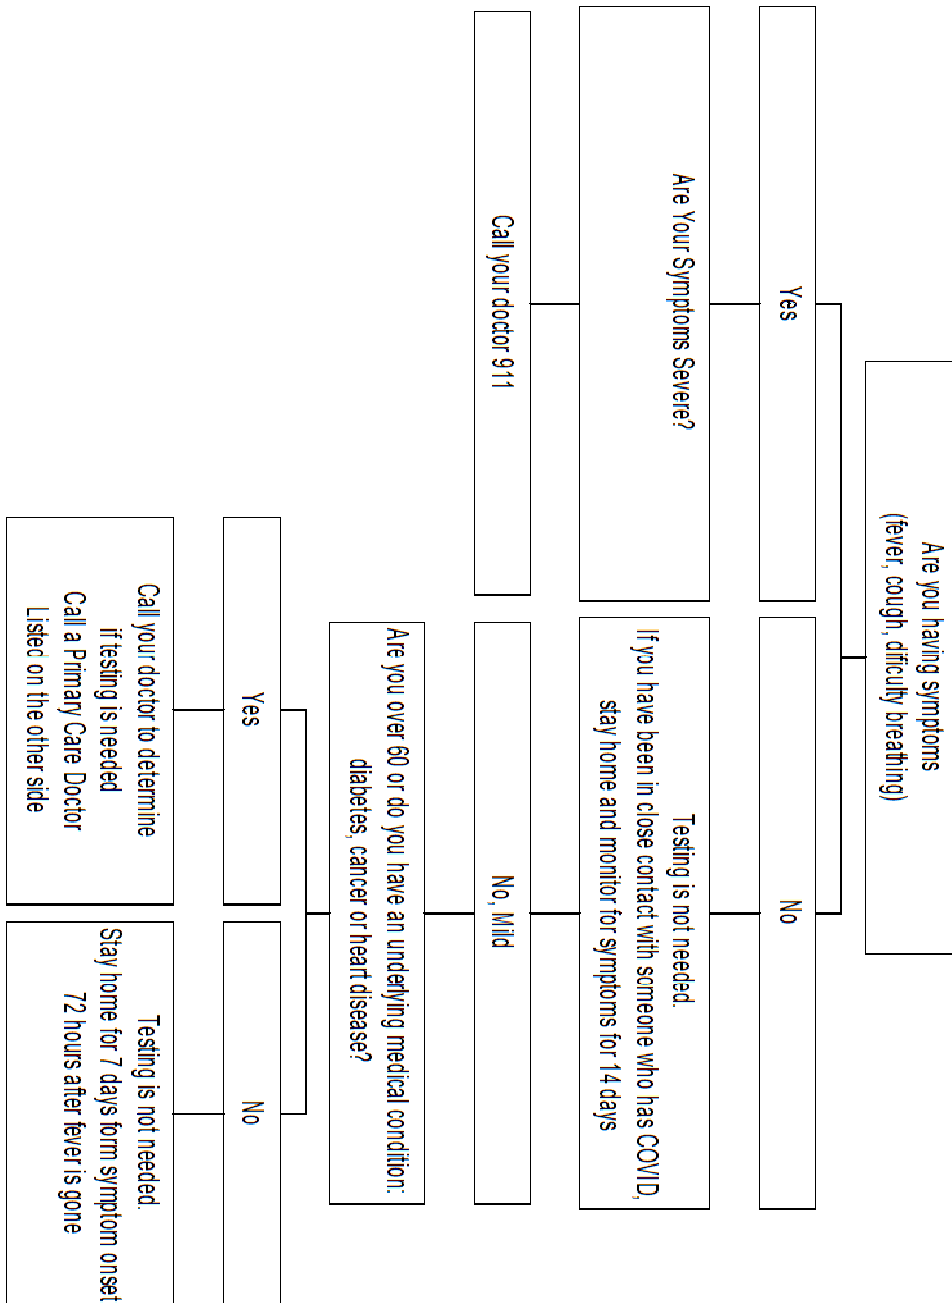 Are you having symptoms
(fever, cough, dificulty breathing)
Yes
No
Are Your Symptoms Severe?
Testing is not needed.
If you have been in close contact with someone who has COVID,
stay home and monitor for symptoms for 14 days
Call your doctor 911
No, Mild
Are you over 60 or do you have an underlying medical condition:
diabetes, cancer or heart disease?
Yes
No
Call your doctor to determine
if testing is needed
Call a Primary Care Doctor
Listed on the other side
Testing is not needed.
Stay home for 7 days form symptom onset
72 hours after fever is gone